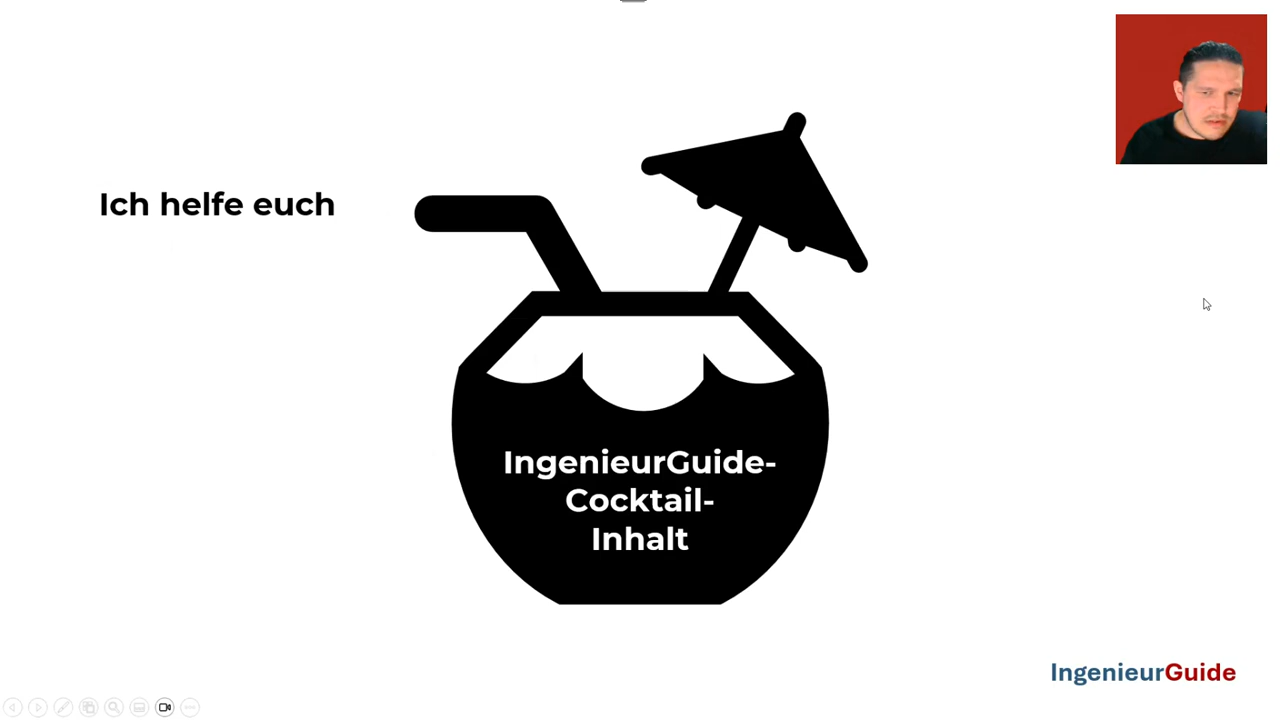 Ich helfe euch
IngenieurGuide-
Cocktail-
Inhalt
IngenieurGuide